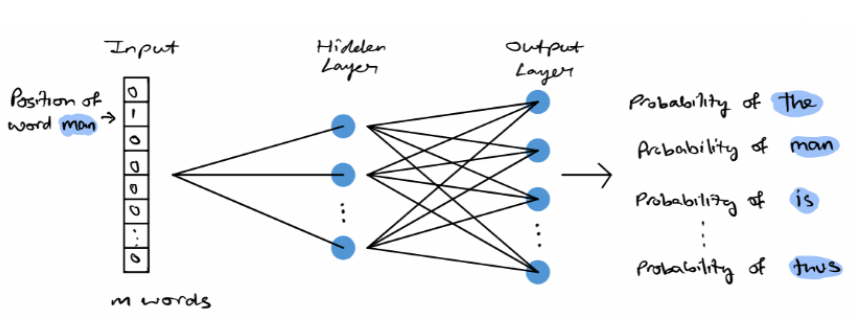 Input
Hidden
Layer
Output
Layer
Position of
word man →
0
1
0
0
0
0
⋮
0
m words
→
Probability of the
Probability of man
Probability of is
⋮
Probability of thus